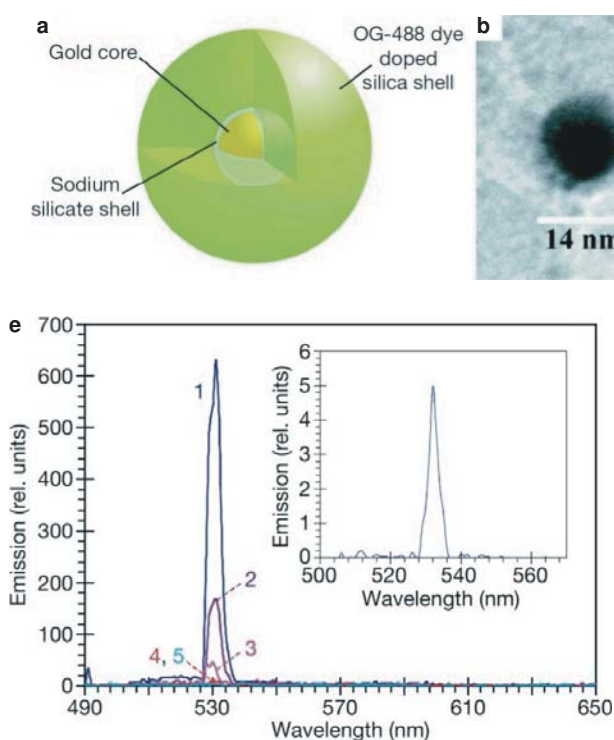 a
Gold core
OG-488 dye
doped
silica shell
Sodium
silicate shell
b
14 nm
e
700
600
500
400
300
200
100
0
Emission (rel. units)
490
530
570
610
650
Wavelength (nm)
1
2
3
4, 5
6
5
4
3
2
1
0
Emission (rel. units)
500
520
540
560
Wavelength (nm)